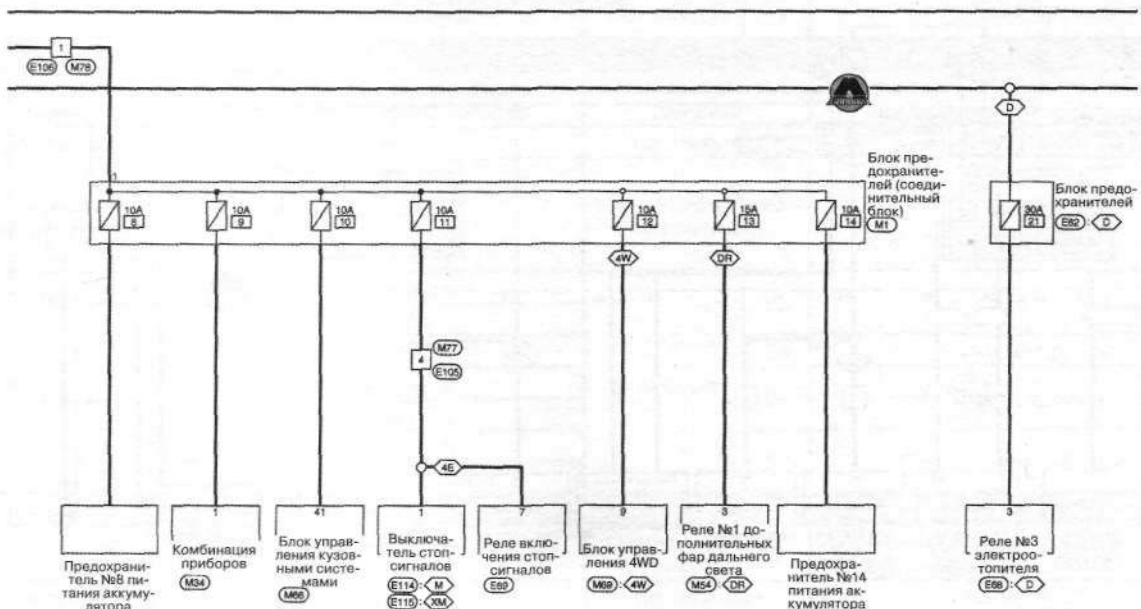 1
E106 M78
D
1
Блок пре-
дохраните-
лей (соеди-
нительный
блок)
M1
10A
8
10A
9
10A
10
10A
11
10A
12
15A
13
10A
14
30A
21
Блок предо-
хранителей
E62 : D
4W
DR
4
M77
E105
4E
Предохрани-
тель №8 пи-
тания аккуму-
лятора
1
Комбинация
приборов
M34
41
Блок управ-
ления кузов-
ными систе-
мами
M66
1
Выключа-
тель стоп-
сигналов
E114 : M
E115 : XM
7
Реле вклю-
чения стоп-
сигналов
E69
9
Блок управ-
ления 4WD
M69 : 4W
3
Реле №1 до-
полнительных
фар дальнего
света
M54 : DR
Предохра-
нитель №14
питания ак-
кумулятора
3
Реле №3
электроо-
топителя
E68 : D